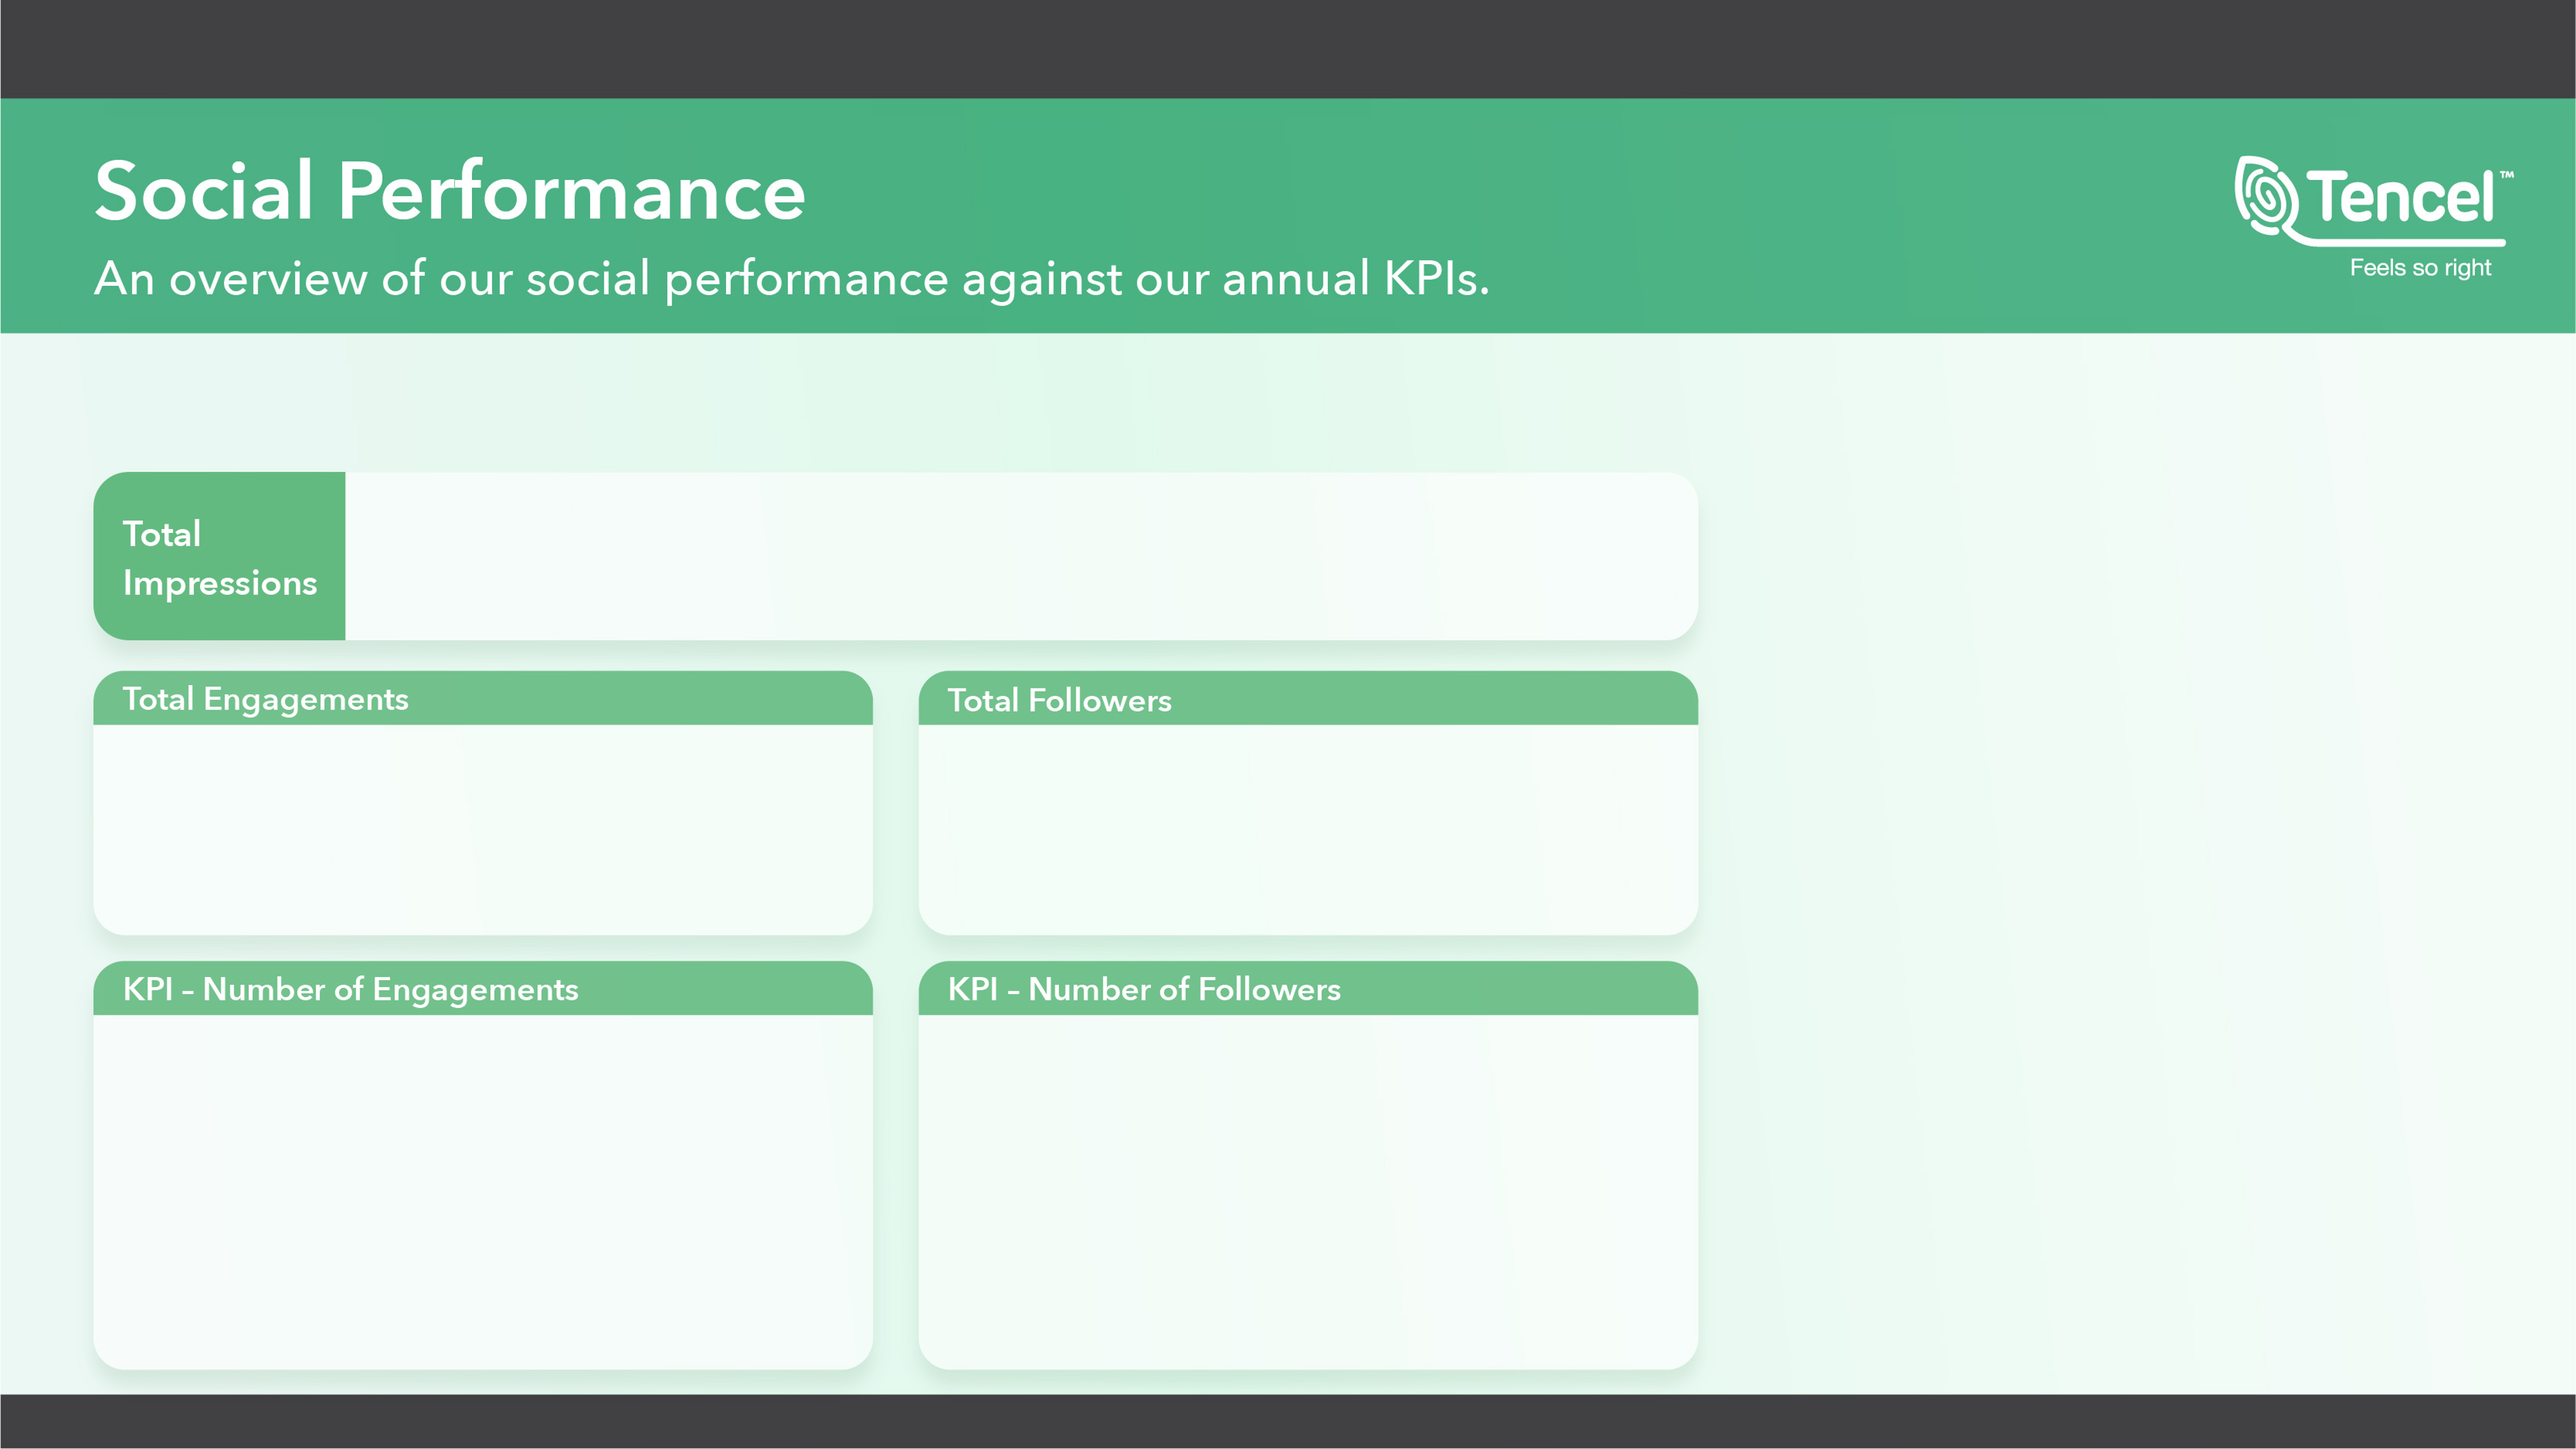 Social Performance
An overview of our social performance against our annual KPIs.
Tencel™
Feels so right
Total
Impressions
Total Engagements
Total Followers
KPI – Number of Engagements
KPI – Number of Followers